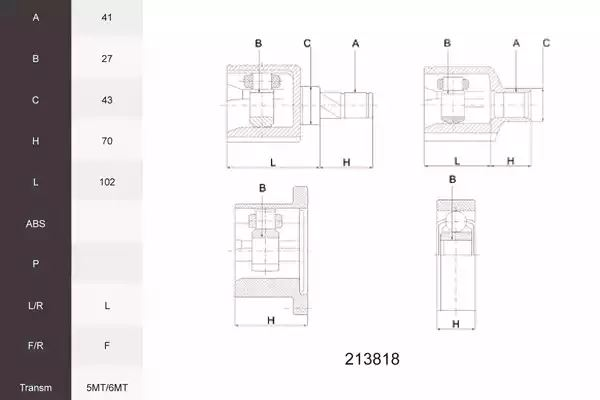 A 41
B 27
C 43
H 70
L 102
ABS
P
L/R L
F/R F
Transm 5MT/6MT
B C A
L H
B A C
L H
B
H
B
H
213818